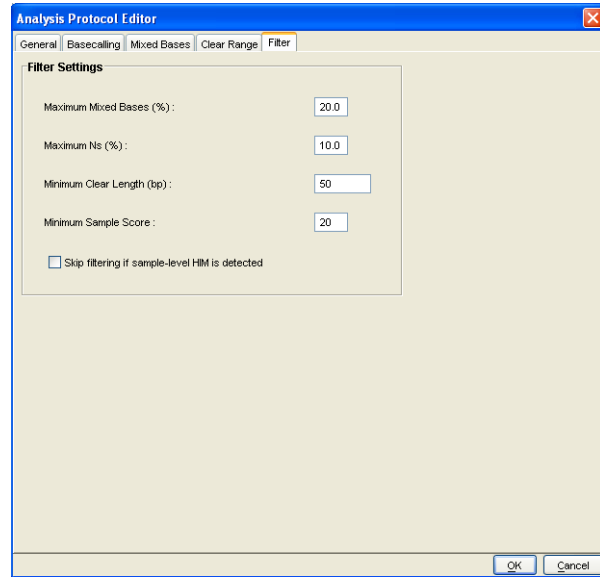 Analysis Protocol Editor
General Basecalling Mixed Bases Clear Range Filter
Filter Settings
Maximum Mixed Bases (%) : 20.0
Maximum Ns (%) : 10.0
Minimum Clear Length (bp) : 50
Minimum Sample Score : 20
Skip filtering if sample-level HIM is detected
OK Cancel